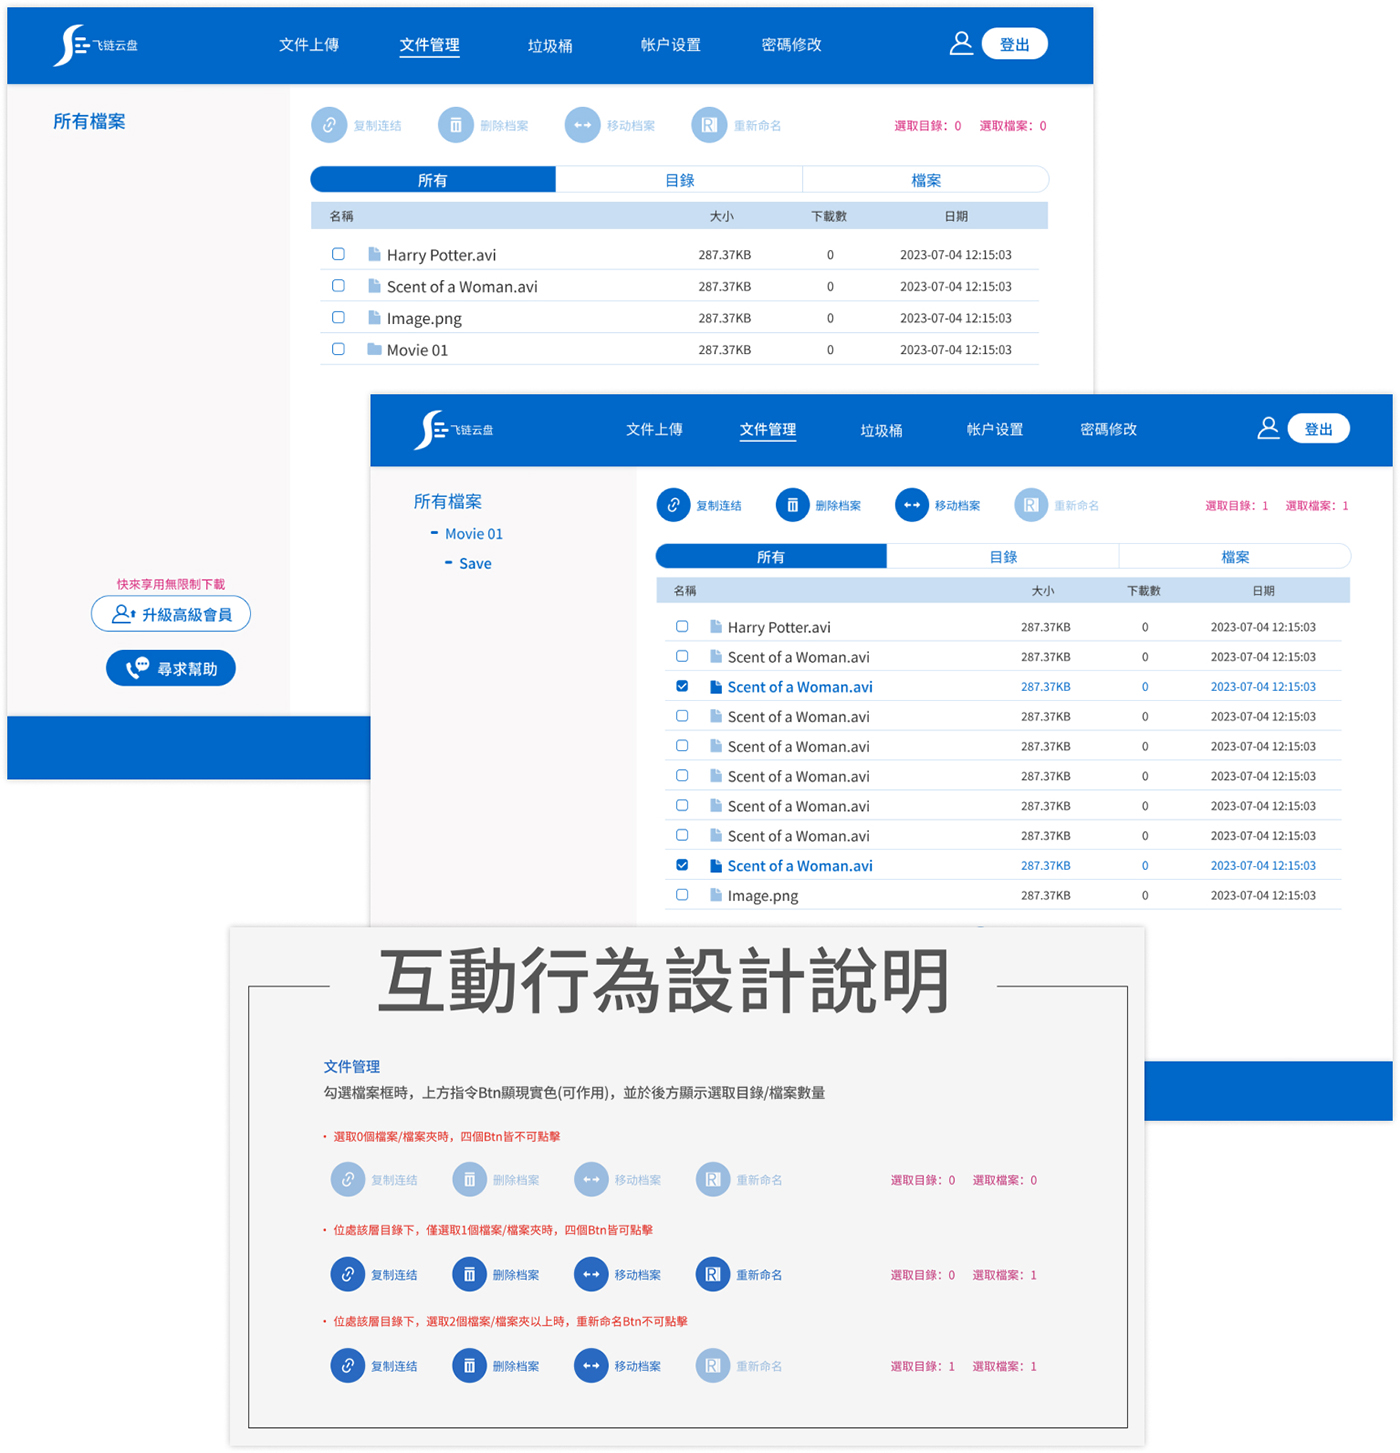 飞链云盘 文件上傳 文件管理 垃圾桶 帐户设置 密碼修改 登出
所有檔案
复制连结 删除档案 移动档案 重新命名 選取目錄：0 選取檔案：0
所有 目錄 檔案
名稱 大小 下載數 日期
Harry Potter.avi 287.37KB 0 2023-07-04 12:15:03
Scent of a Woman.avi 287.37KB 0 2023-07-04 12:15:03
Image.png 287.37KB 0 2023-07-04 12:15:03
Movie 01 287.37KB 0 2023-07-04 12:15:03
快來享用無限制下載
升級高級會員
尋求幫助
飞链云盘 文件上傳 文件管理 垃圾桶 帐户设置 密碼修改 登出
所有檔案
- Movie 01
- Save
复制连结 删除档案 移动档案 重新命名 選取目錄：1 選取檔案：1
所有 目錄 檔案
名稱 大小 下載數 日期
Harry Potter.avi 287.37KB 0 2023-07-04 12:15:03
Scent of a Woman.avi 287.37KB 0 2023-07-04 12:15:03
Scent of a Woman.avi 287.37KB 0 2023-07-04 12:15:03
Scent of a Woman.avi 287.37KB 0 2023-07-04 12:15:03
Scent of a Woman.avi 287.37KB 0 2023-07-04 12:15:03
Scent of a Woman.avi 287.37KB 0 2023-07-04 12:15:03
Scent of a Woman.avi 287.37KB 0 2023-07-04 12:15:03
Scent of a Woman.avi 287.37KB 0 2023-07-04 12:15:03
Scent of a Woman.avi 287.37KB 0 2023-07-04 12:15:03
Image.png 287.37KB 0 2023-07-04 12:15:03
互動行為設計說明
文件管理
勾選檔案框時，上方指令Btn顯現實色(可作用)，並於後方顯示選取目錄/檔案數量
・選取0個檔案/檔案夾時，四個Btn皆不可點擊
复制连结 删除档案 移动档案 重新命名 選取目錄：0 選取檔案：0
・位處該層目錄下，僅選取1個檔案/檔案夾時，四個Btn皆可點擊
复制连结 删除档案 移动档案 重新命名 選取目錄：0 選取檔案：1
・位處該層目錄下，選取2個檔案/檔案夾以上時，重新命名Btn不可點擊
复制连结 删除档案 移动档案 重新命名 選取目錄：1 選取檔案：1